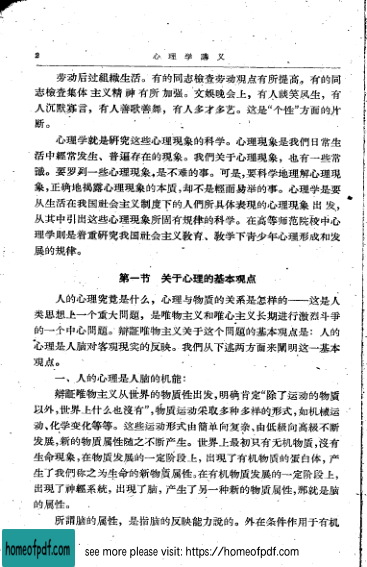 2 心理学讲义
劳动后过組織生活。有的同志檢查劳动观点有所提高。有的同
志檢查集体主义精神有所加强。文娱晚会上，有人談笑风生，有
人沉默寡言，有人善歌善舞，有人多才多艺。这是“个性”方面的片
断。
心理学就是研究这些心理現象的科学。心理現象是我們日常生
活中經常发生、普遍存在的現象。我們关于心理現象，也有一些常
識。要罗列一些心理現象，是不难的事。可是，要科学地理解心理現
象，正确地揭露心理現象的本质，却不是輕而易举的事。心理学是要
从生活在我国社会主义制度下的人們所具体表現的心理現象出发，
从其中引出这些心理現象所固有規律的科学。在高等师范院校中心
理学則是着重研究我国社会主义教育、教学下青少年心理形成和发
展的規律。
第一节 关于心理的基本观点
人的心理究竟是什么，心理与物质的关系是怎样的——这是人
类思想上一个重大問題，是唯物主义和唯心主义长期进行激烈斗爭
的一个中心問題。辯証唯物主义关于这个問題的基本观点是：人的
心理是人脑对客观現实的反映。我們从下述两方面来闡明这一基本
观点。
一、人的心理是人脑的机能：
辯証唯物主义从世界的物质性出发，明确肯定“除了运动的物质
以外，世界上什么也沒有”，物质运动采取多种多样的形式，如机械运
动、化学变化等等。这些运动形式由簡单向复杂、由低級向高級不断
发展，新的物质属性随之不断产生。世界上最初只有无机物质，沒有
生命現象，在物质发展的一定阶段上，出現了有机物质的蛋白体，产
生了我們称之为生命的新物质属性。在有机物质发展的一定阶段上，
出現了神經系統，出現了脑，产生了另一种新的物质属性，那就是脑
的属性。
所謂脑的属性，是指脑的反映能力說的。外在条件作用于有机
homeofpdf.com
see more please visit: https://homeofpdf.com